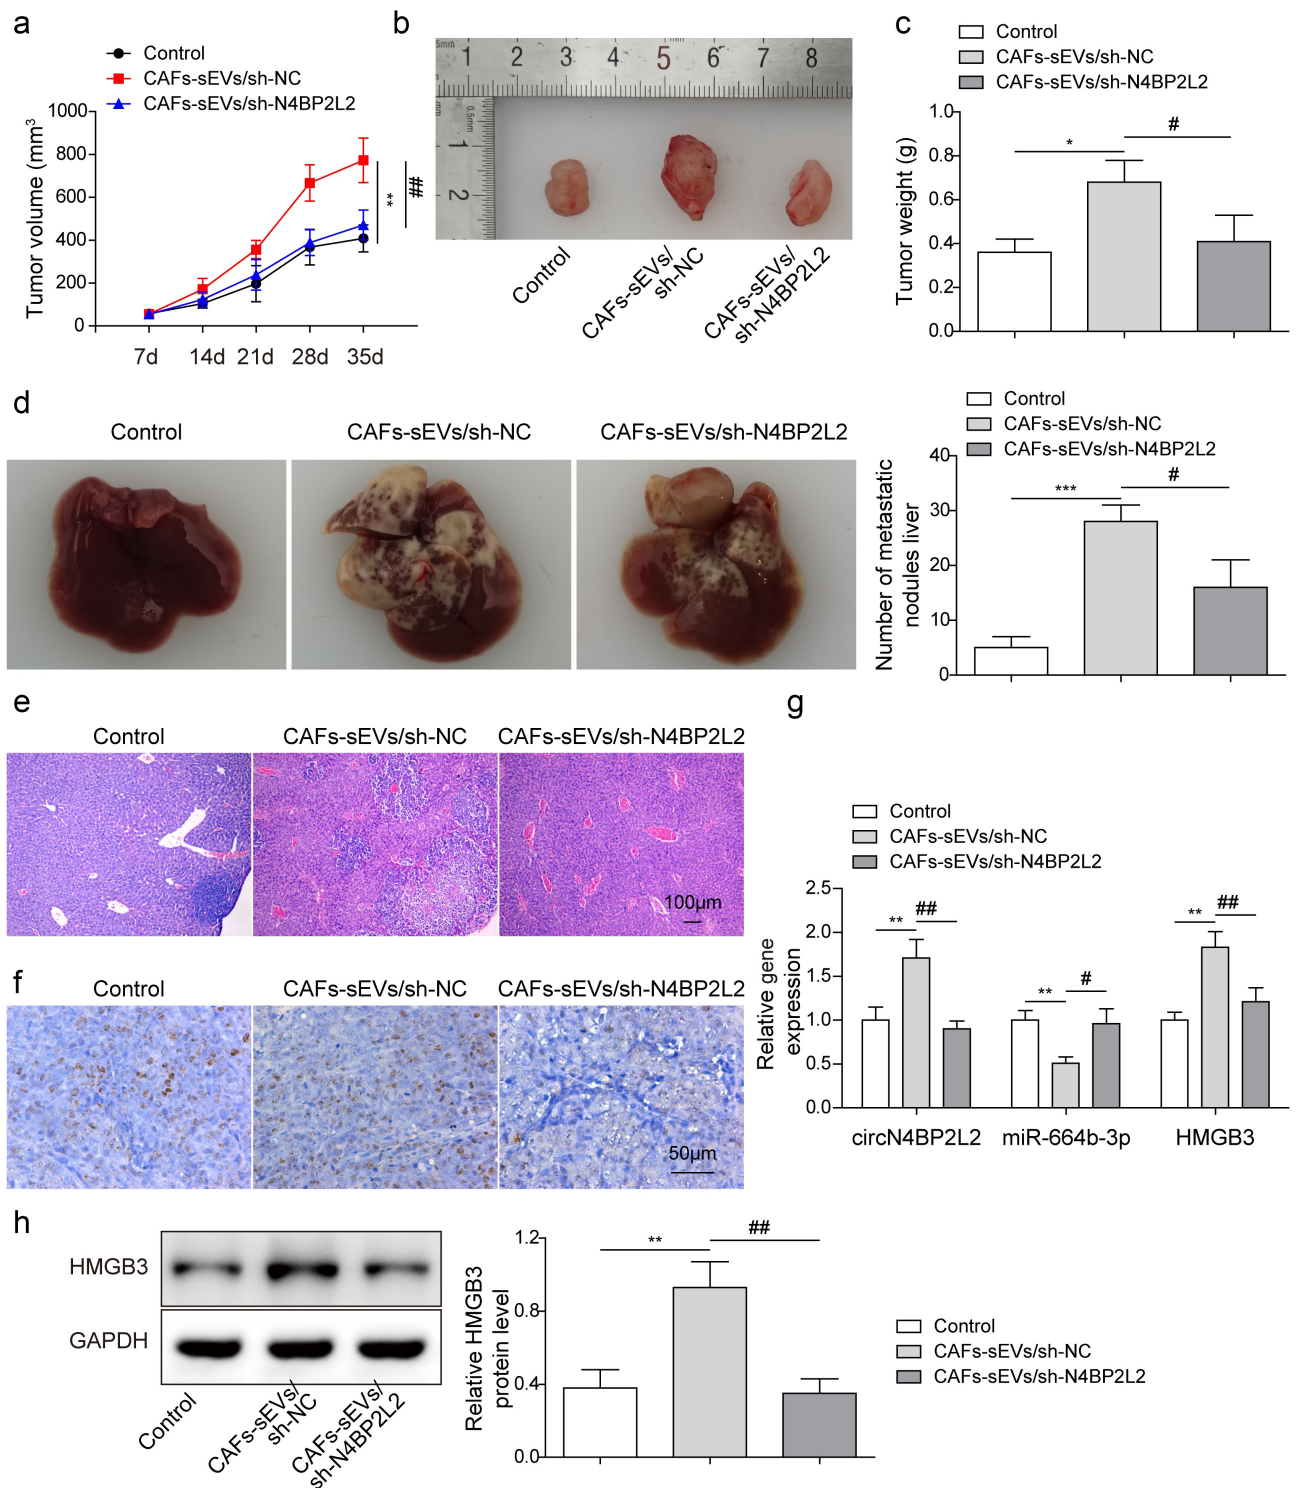 a
Control
CAFs-sEVs/sh-NC
CAFs-sEVs/sh-N4BP2L2
Tumor volume (mm³
1000
800
600
400
200
0
7d 14d 21d 28d 35d
**
##
b
5mm
1 2 3 4 5 6 7 8
0.5mm
1
2
Control
CAFs-sEVs/
sh-NC
CAFs-sEVs/
sh-N4BP2L2
c
Control
CAFs-sEVs/sh-NC
CAFs-sEVs/sh-N4BP2L2
Tumor weight (g)
1.0
0.8
0.6
0.4
0.2
0.0
*
#
d
Control
CAFs-sEVs/sh-NC
CAFs-sEVs/sh-N4BP2L2
Control
CAFs-sEVs/sh-NC
CAFs-sEVs/sh-N4BP2L2
Number of metastatic
nodules liver
40
30
20
10
0
***
#
e
Control
CAFs-sEVs/sh-NC
CAFs-sEVs/sh-N4BP2L2
100μm
f
Control
CAFs-sEVs/sh-NC
CAFs-sEVs/sh-N4BP2L2
50μm
g
Control
CAFs-sEVs/sh-NC
CAFs-sEVs/sh-N4BP2L2
Relative gene
expression
2.5
2.0
1.5
1.0
0.5
0.0
** ##
** #
** ##
circN4BP2L2 miR-664b-3p HMGB3
h
HMGB3
GAPDH
Control
CAFs-sEVs/
sh-NC
CAFs-sEVs/
sh-N4BP2L2
Relative HMGB3
protein level
1.2
0.8
0.4
0.0
**
##
Control
CAFs-sEVs/sh-NC
CAFs-sEVs/sh-N4BP2L2